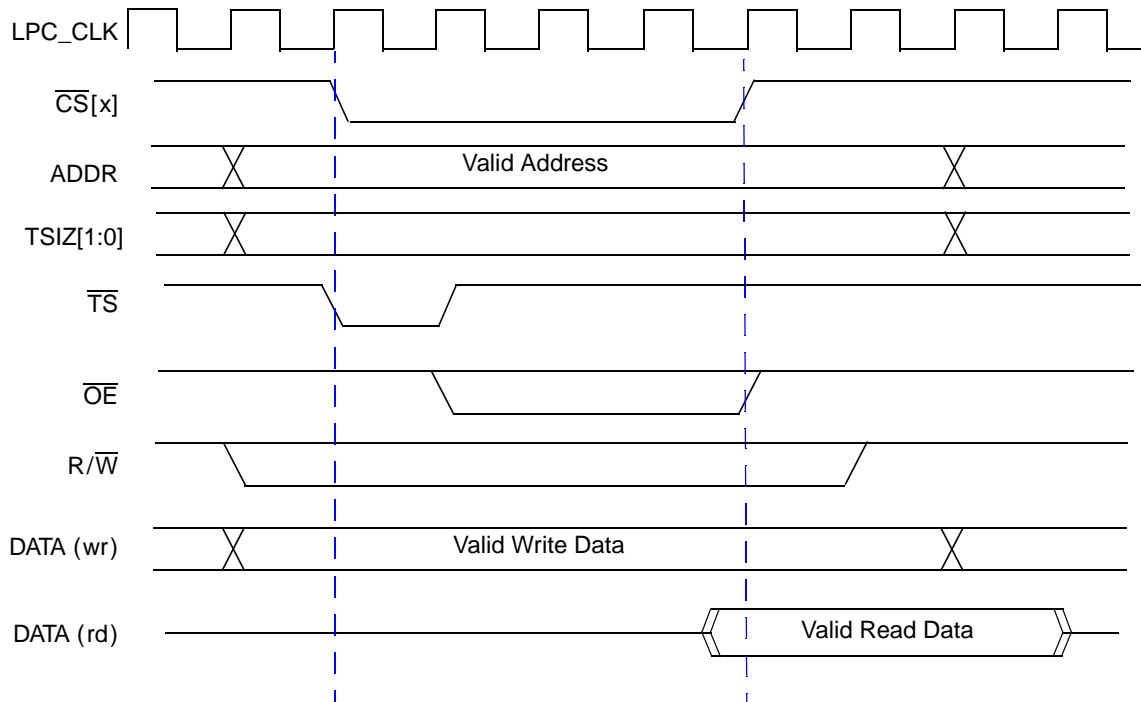 LPC_CLK
CS[x]
ADDR
Valid Address
TSIZ[1:0]
TS
OE
R/W
DATA (wr)
Valid Write Data
DATA (rd)
Valid Read Data